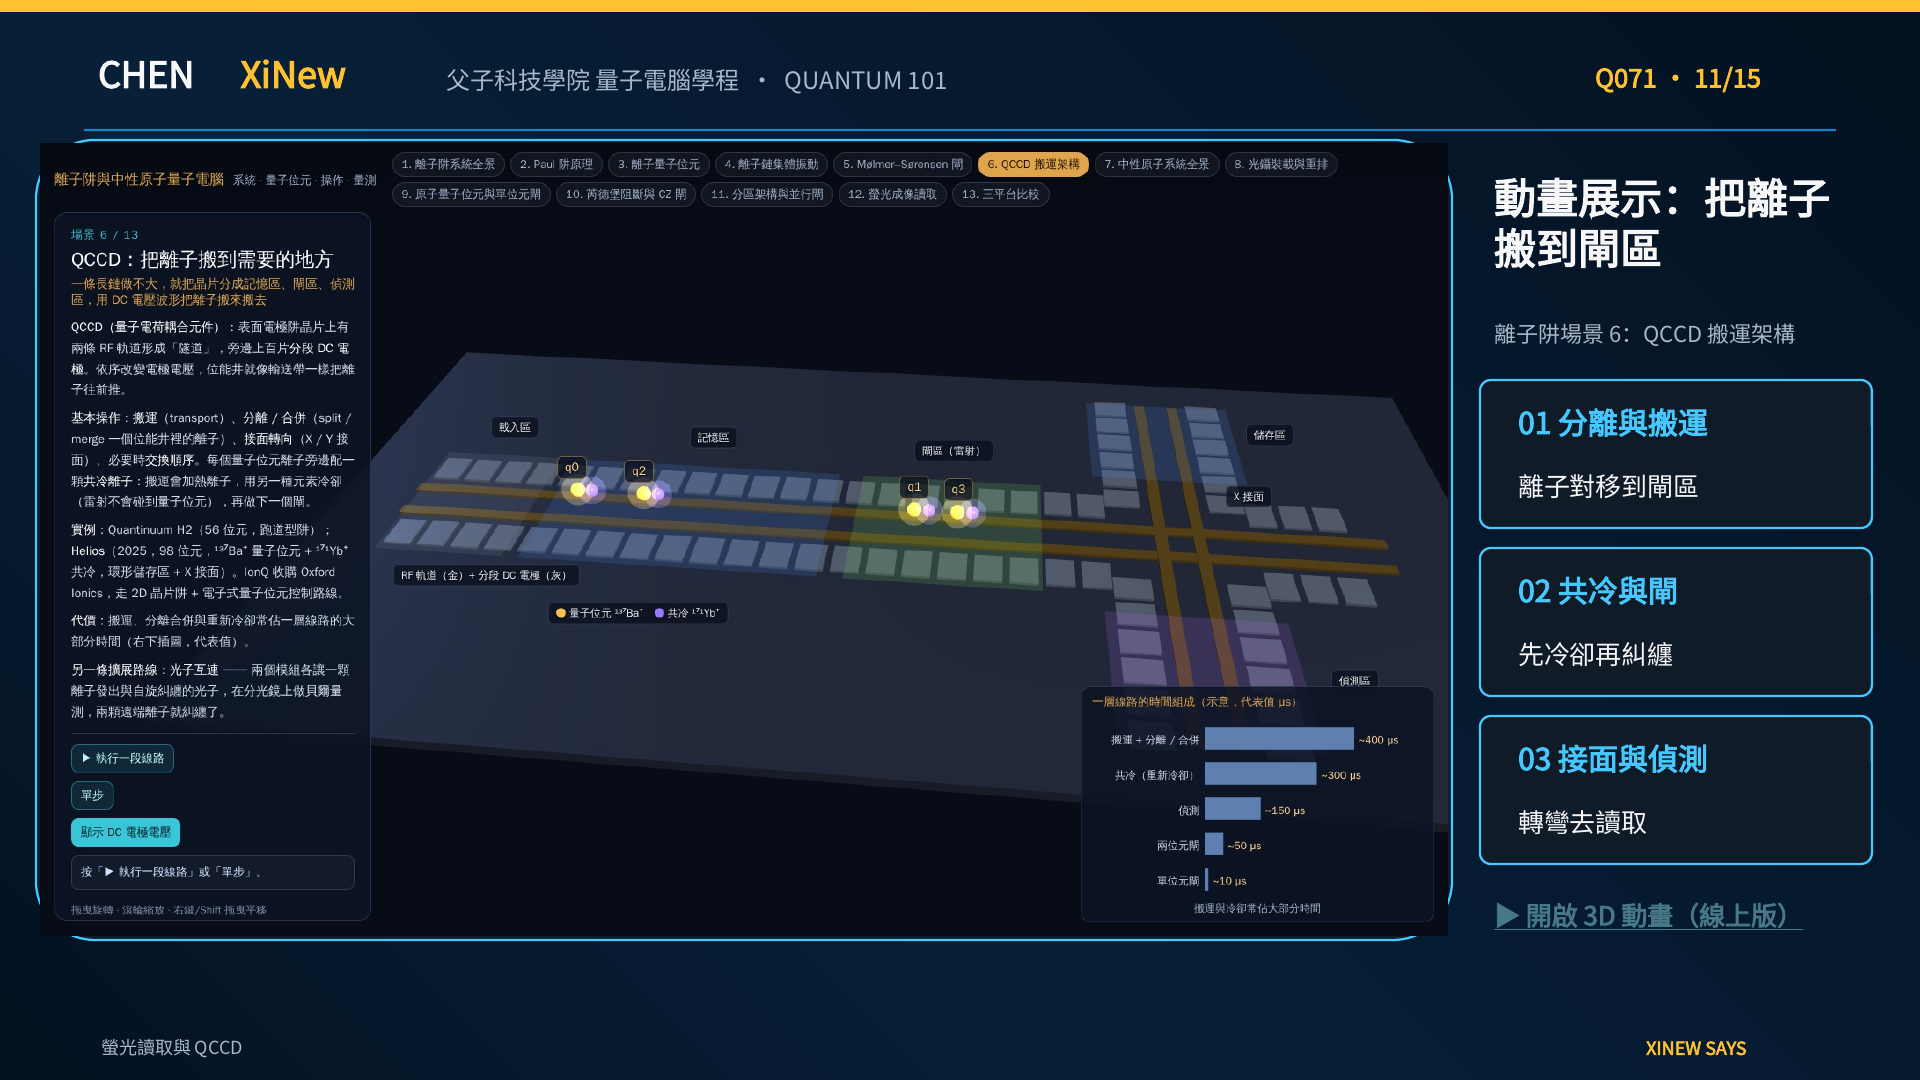 CHEN XiNew 父子科技學院 量子電腦學程 ・ QUANTUM 101 Q071 ・ 11/15
離子阱與中性原子量子電腦 系統・量子位元・操作・量測
1. 離子阱系統全景 2. Paul 阱原理 3. 離子量子位元 4. 離子鏈集體振動 5. Mølmer–Sørensen 閘 6. QCCD 搬運架構 7. 中性原子系統全景 8. 光鑷裝載與重排
9. 原子量子位元與單位元閘 10. 芮德堡阻斷與 CZ 閘 11. 分區架構與並行閘 12. 螢光成像讀取 13. 三平台比較
場景 6 / 13
QCCD：把離子搬到需要的地方
一條長鏈做不大，就把晶片分成記憶區、閘區、偵測
區，用 DC 電壓波形把離子搬來搬去
QCCD（量子電荷耦合元件）：表面電極阱晶片上有
兩條 RF 軌道形成「隧道」，旁邊上百片分段 DC 電
極。依序改變電極電壓，位能井就像輸送帶一樣把離
子往前推。
基本操作：搬運（transport）、分離 / 合併（split /
merge 一個位能井裡的離子）、接面轉向（X / Y 接
面）、必要時交換順序。每個量子位元離子旁邊配一
顆共冷離子：搬運會加熱離子，用另一種元素冷卻
（雷射不會碰到量子位元），再做下一個閘。
實例：Quantinuum H2（56 位元，跑道型阱）；
Helios（2025，98 位元，¹³⁷Ba⁺ 量子位元 + ¹⁷¹Yb⁺
共冷，環形儲存區 + X 接面）。IonQ 收購 Oxford
Ionics，走 2D 晶片阱 + 電子式量子位元控制路線。
代價：搬運、分離合併與重新冷卻常佔一層線路的大
部分時間（右下插圖，代表值）。
另一條擴展路線：光子互連 —— 兩個模組各讓一顆
離子發出與自旋糾纏的光子，在分光鏡上做貝爾量
測，兩顆遠端離子就糾纏了。
▶ 執行一段線路
單步
顯示 DC 電極電壓
按「▶ 執行一段線路」或「單步」。
拖曳旋轉・滾輪縮放・右鍵/Shift 拖曳平移
載入區
記憶區
閘區（雷射）
儲存區
q0
q2
q1
q3
X 接面
RF 軌道（金）+ 分段 DC 電極（灰）
量子位元 ¹³⁷Ba⁺ 共冷 ¹⁷¹Yb⁺
偵測區
一層線路的時間組成（示意，代表值 μs）
搬運 + 分離 / 合併 ~400 μs
共冷（重新冷卻） ~300 μs
偵測 ~150 μs
兩位元閘 ~50 μs
單位元閘 ~10 μs
搬運與冷卻常佔大部分時間
動畫展示：把離子
搬到閘區
離子阱場景 6：QCCD 搬運架構
01 分離與搬運
離子對移到閘區
02 共冷與閘
先冷卻再糾纏
03 接面與偵測
轉彎去讀取
▶ 開啟 3D 動畫（線上版）
螢光讀取與 QCCD
XINEW SAYS